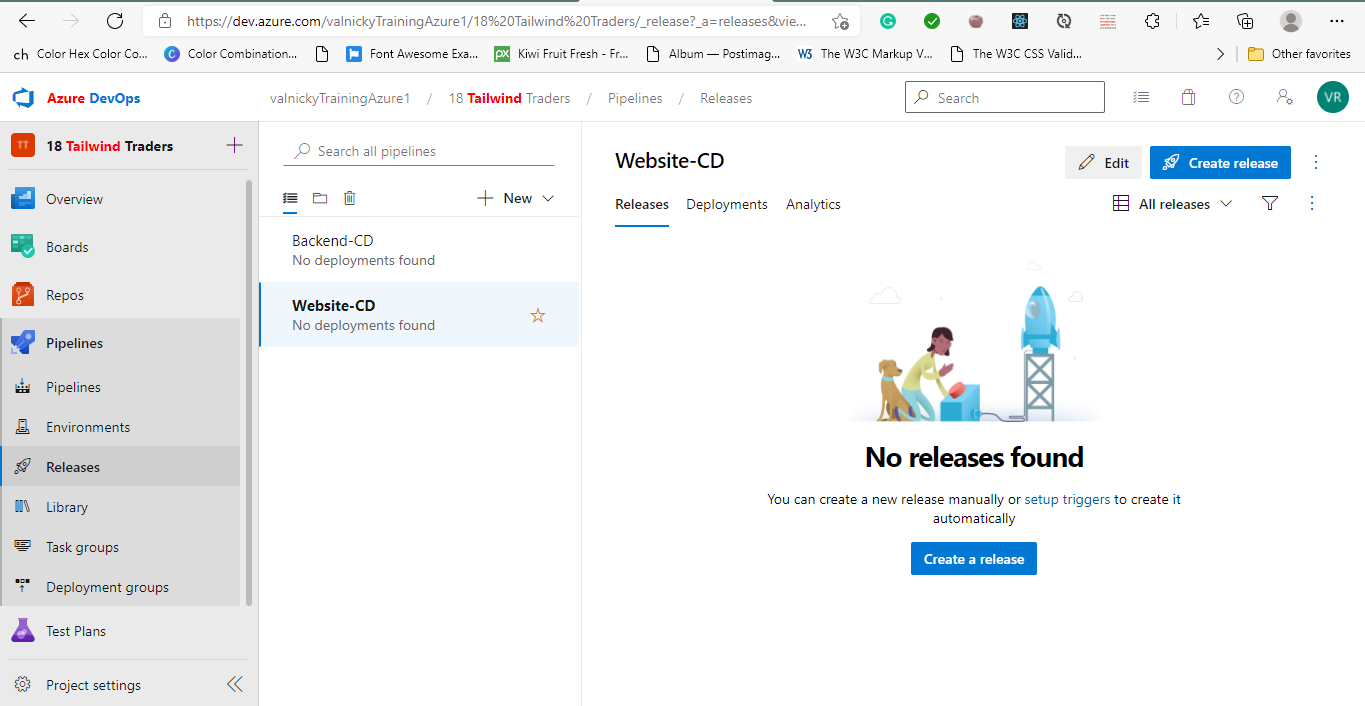 https://dev.azure.com/valnickyTrainingAzure1/18%20Tailwind%20Traders/_release?_a=releases&vie...
ch Color Hex Color Co... C Color Combination... Font Awesome Exa... px Kiwi Fruit Fresh - Fr... Album — Postimag... W3 The W3C Markup V... The W3C CSS Valid... Other favorites
Azure DevOps
valnickyTrainingAzure1 / 18 Tailwind Traders / Pipelines / Releases
Search
VR
TT 18 Tailwind Traders
Overview
Boards
Repos
Pipelines
Pipelines
Environments
Releases
Library
Task groups
Deployment groups
Test Plans
Project settings
Search all pipelines
New
Backend-CD
No deployments found
Website-CD
No deployments found
Website-CD
Edit
Create release
Releases Deployments Analytics
All releases
No releases found
You can create a new release manually or setup triggers to create it
automatically
Create a release